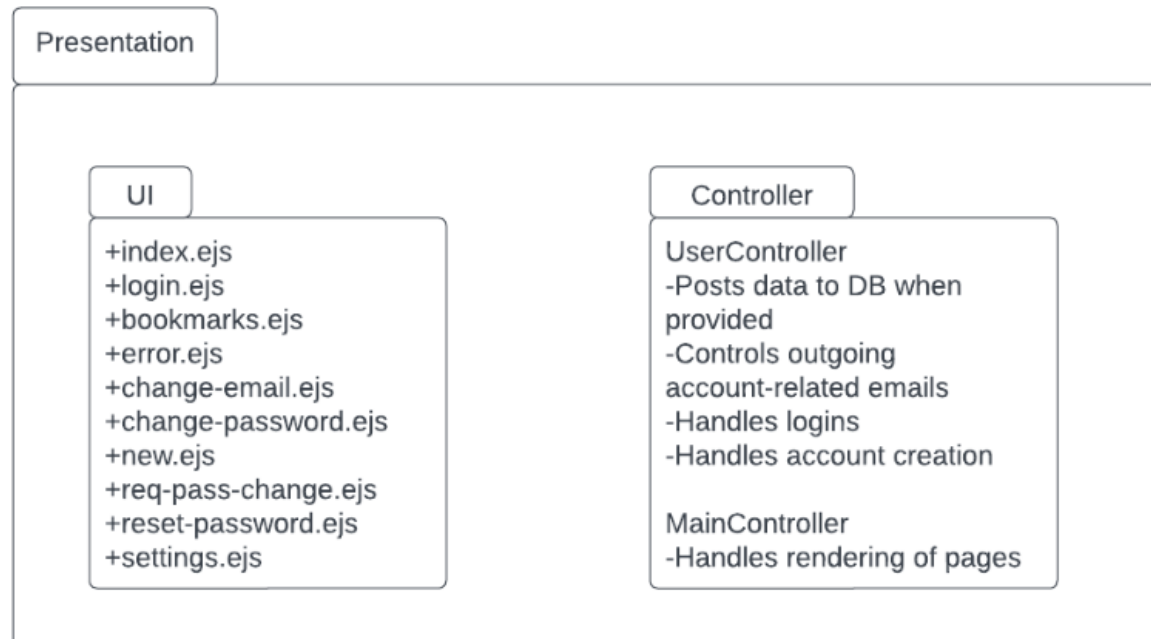 Presentation
UI
+index.ejs
+login.ejs
+bookmarks.ejs
+error.ejs
+change-email.ejs
+change-password.ejs
+new.ejs
+req-pass-change.ejs
+reset-password.ejs
+settings.ejs
Controller
UserController
-Posts data to DB when
provided
-Controls outgoing
account-related emails
-Handles logins
-Handles account creation
MainController
-Handles rendering of pages